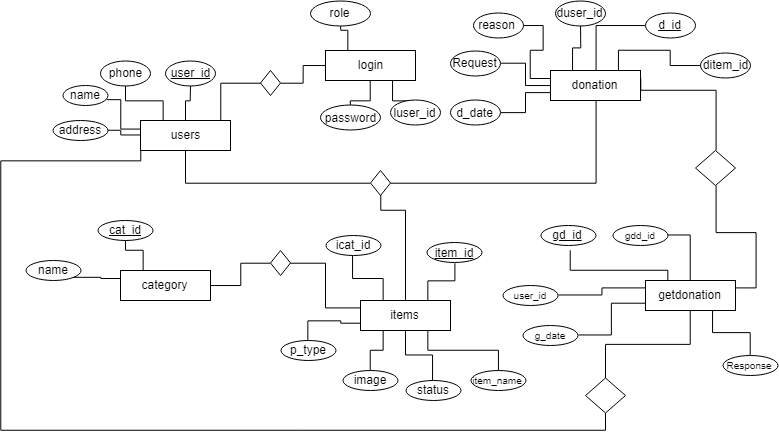 role
reason
duser_id
d_id
login
phone
user_id
Request
donation
ditem_id
name
password
luser_id
d_date
address
users
cat_id
icat_id
item_id
gd_id
gdd_id
name
category
user_id
getdonation
items
g_date
p_type
image
status
item_name
Response